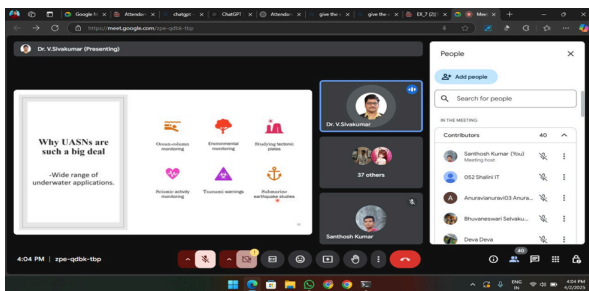 Google A
Attendan
chatgpt
ChatGPT
Attendan
give the
give the
EX_7 (2)
Mee
https://meet.google.com/zpe-qdbk-tbp
Dr. V.Sivakumar (Presenting)
Why UASNs are
such a big deal
-Wide range of
underwater applications.
Ocean-column
monitoring
Environmental
monitoring
Studying tectonic
plates
Seismic activity
monitoring
Tsunami warnings
Submarine
earthquake studies
Dr. V.Sivakumar
37 others
Santhosh Kumar
People
Add people
Search for people
IN THE MEETING
Contributors 40
Santhosh Kumar (You)
Meeting host
052 Shalini IT
A
Anuravianuravi03 Anura...
Bhuvaneswari Selvaku...
Deva Deva
4:04 PM | zpe-qdbk-tbp
40
ENG
IN
4:04 PM
4/2/2025